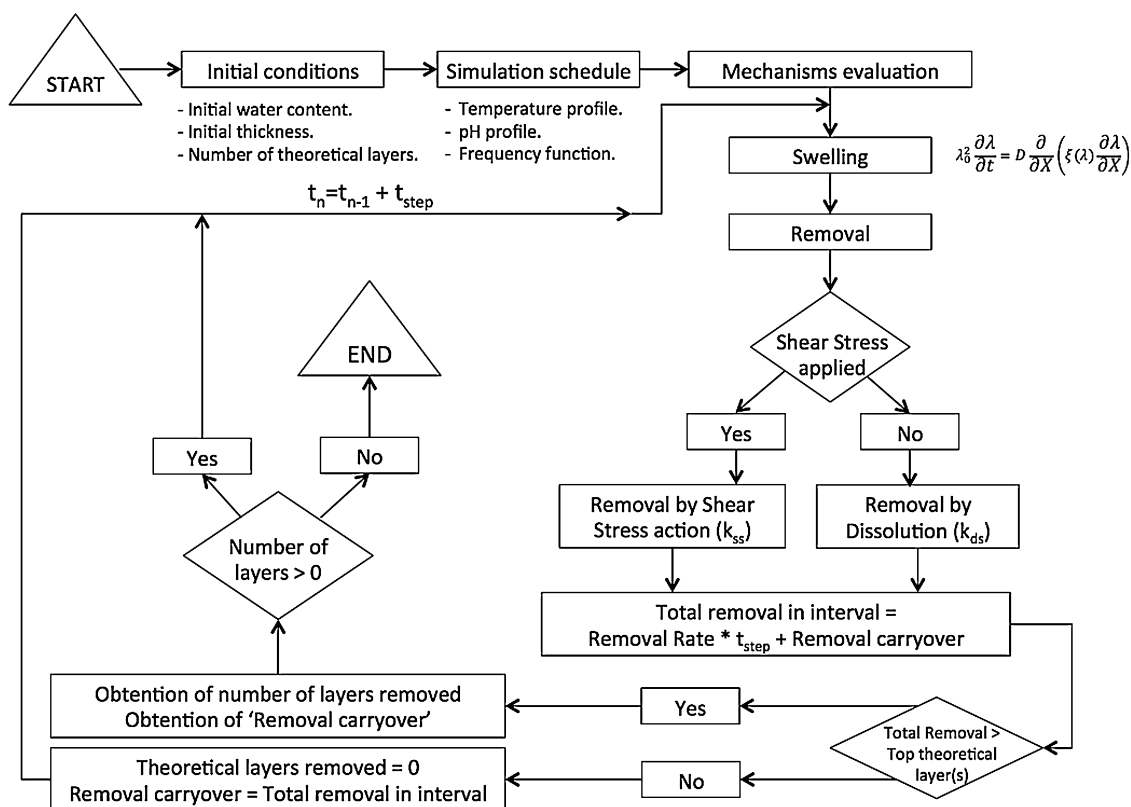 START
Initial conditions
- Initial water content.
- Initial thickness.
- Number of theoretical layers.
Simulation schedule
- Temperature profile.
- pH profile.
- Frequency function.
Mechanisms evaluation
Swelling
λ₀² ∂λ/∂t = D ∂/∂X (ξ(λ) ∂λ/∂X)
Removal
tₙ=tₙ₋₁ + t_step
Shear Stress
applied
Yes
No
Removal by Shear
Stress action (k_ss)
Removal by
Dissolution (k_ds)
Total removal in interval =
Removal Rate * t_step + Removal carryover
Total Removal >
Top theoretical
layer(s)
Yes
No
Obtention of number of layers removed
Obtention of ‘Removal carryover’
Theoretical layers removed = 0
Removal carryover = Total removal in interval
Number of
layers > 0
Yes
No
END